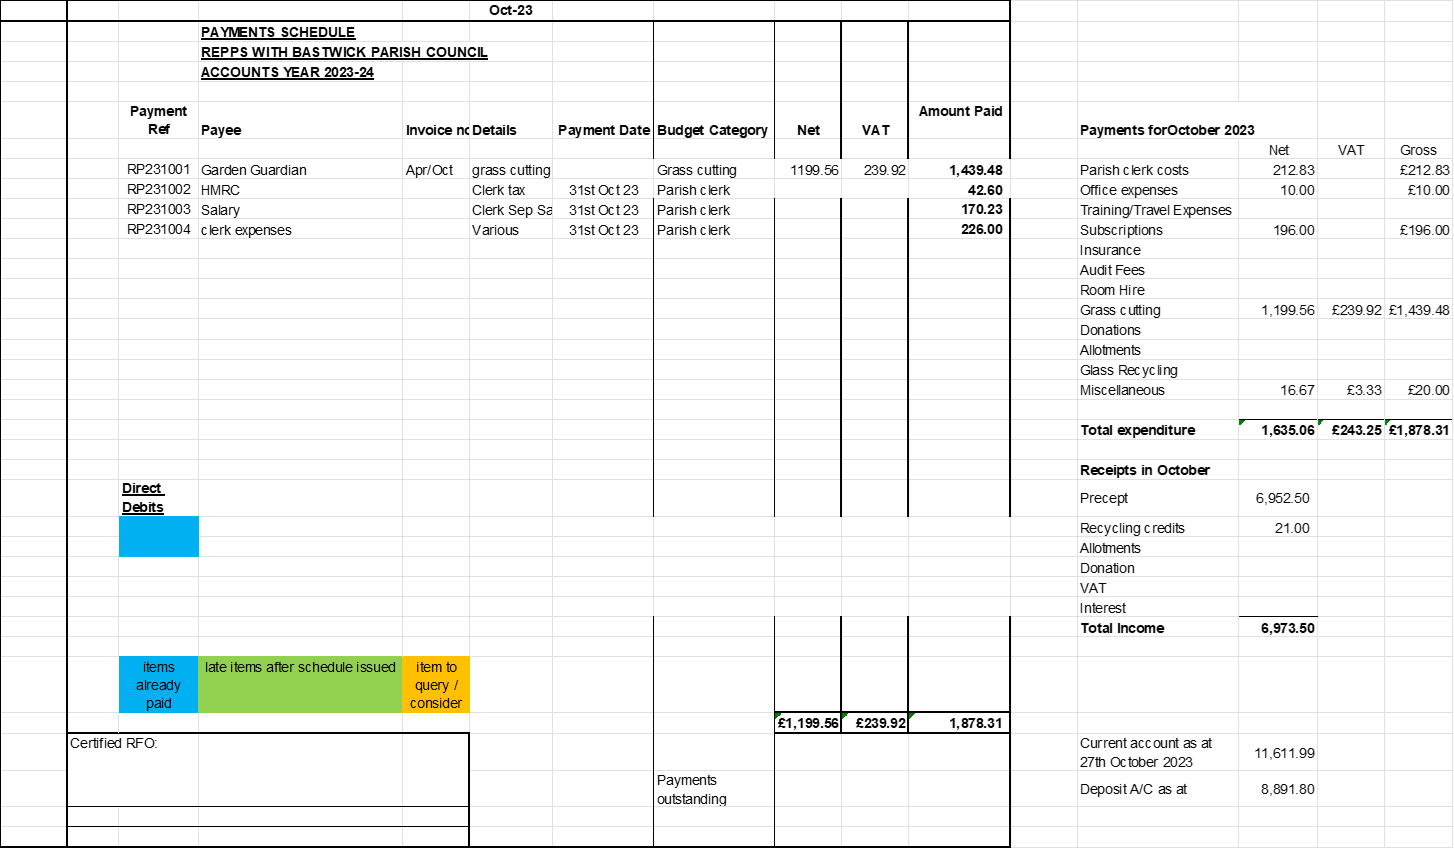 Oct-23
PAYMENTS SCHEDULE
REPPS WITH BASTWICK PARISH COUNCIL
ACCOUNTS YEAR 2023-24
Payment Ref Payee Invoice no Details Payment Date Budget Category Net VAT Amount Paid
RP231001 Garden Guardian Apr/Oct grass cutting Grass cutting 1199.56 239.92 1,439.48
RP231002 HMRC Clerk tax 31st Oct 23 Parish clerk 42.60
RP231003 Salary Clerk Sep Sa 31st Oct 23 Parish clerk 170.23
RP231004 clerk expenses Various 31st Oct 23 Parish clerk 226.00
Direct
Debits
items already paid
late items after schedule issued
item to query / consider
£1,199.56 £239.92 1,878.31
Certified RFO:
Payments
outstanding
Payments forOctober 2023
Net VAT Gross
Parish clerk costs 212.83 £212.83
Office expenses 10.00 £10.00
Training/Travel Expenses
Subscriptions 196.00 £196.00
Insurance
Audit Fees
Room Hire
Grass cutting 1,199.56 £239.92 £1,439.48
Donations
Allotments
Glass Recycling
Miscellaneous 16.67 £3.33 £20.00
Total expenditure 1,635.06 £243.25 £1,878.31
Receipts in October
Precept 6,952.50
Recycling credits 21.00
Allotments
Donation
VAT
Interest
Total Income 6,973.50
Current account as at
27th October 2023 11,611.99
Deposit A/C as at 8,891.80